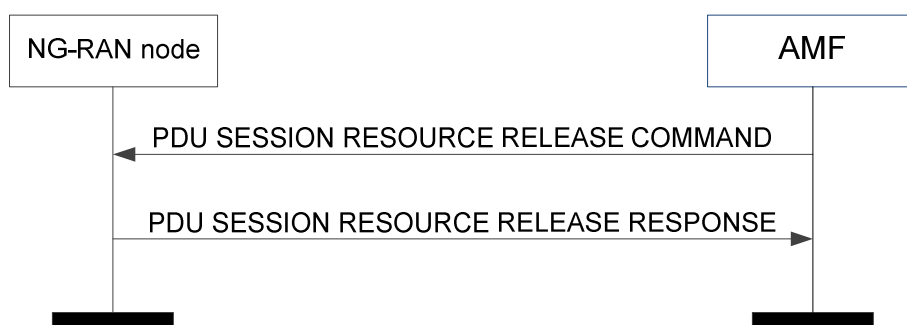 NG-RAN node
AMF
PDU SESSION RESOURCE RELEASE COMMAND
PDU SESSION RESOURCE RELEASE RESPONSE